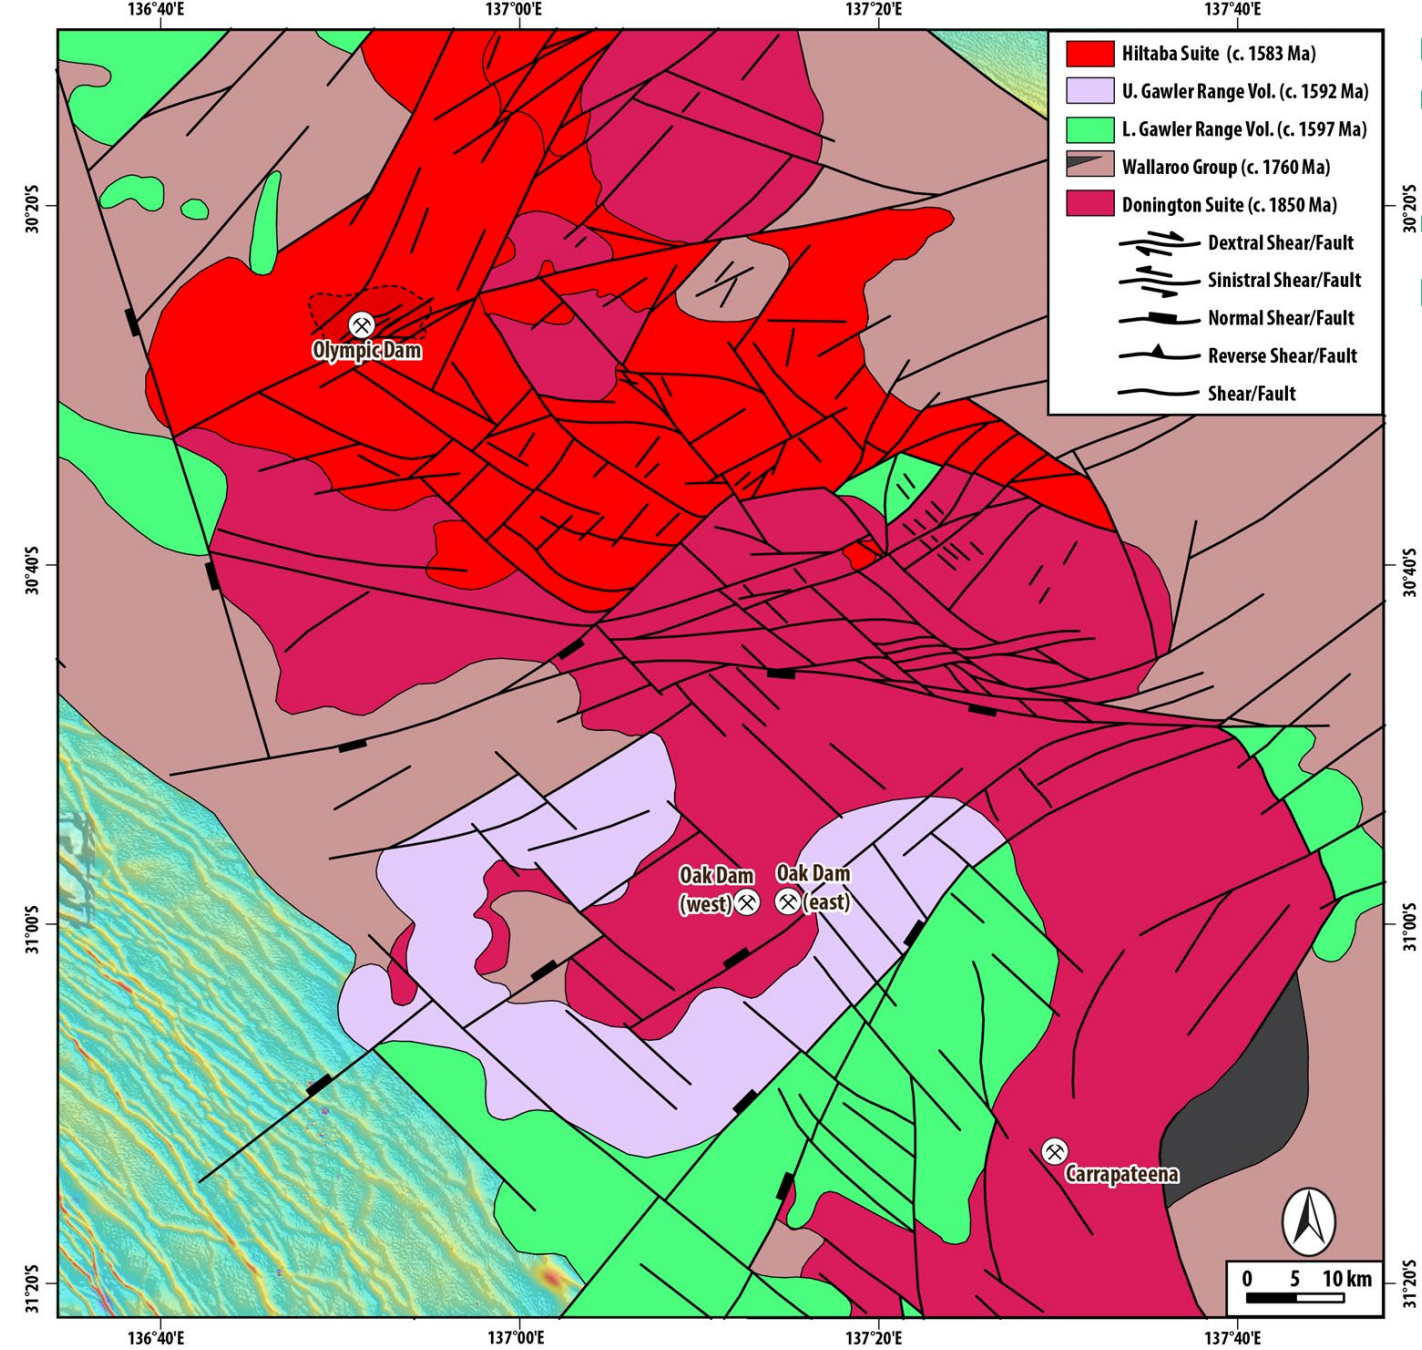 136°40'E
137°00'E
137°20'E
137°40'E
Hiltaba Suite (c. 1583 Ma)
U. Gawler Range Vol. (c. 1592 Ma)
L. Gawler Range Vol. (c. 1597 Ma)
Wallaroo Group (c. 1760 Ma)
Donington Suite (c. 1850 Ma)
Dextral Shear/Fault
Sinistral Shear/Fault
Normal Shear/Fault
Reverse Shear/Fault
Shear/Fault
30°20'S
30°20'S
Olympic Dam
30°40'S
30°40'S
Oak Dam
(west)
Oak Dam
(east)
31°00'S
31°00'S
Carrapateena
31°20'S
31°20'S
0 5 10 km
136°40'E
137°00'E
137°20'E
137°40'E